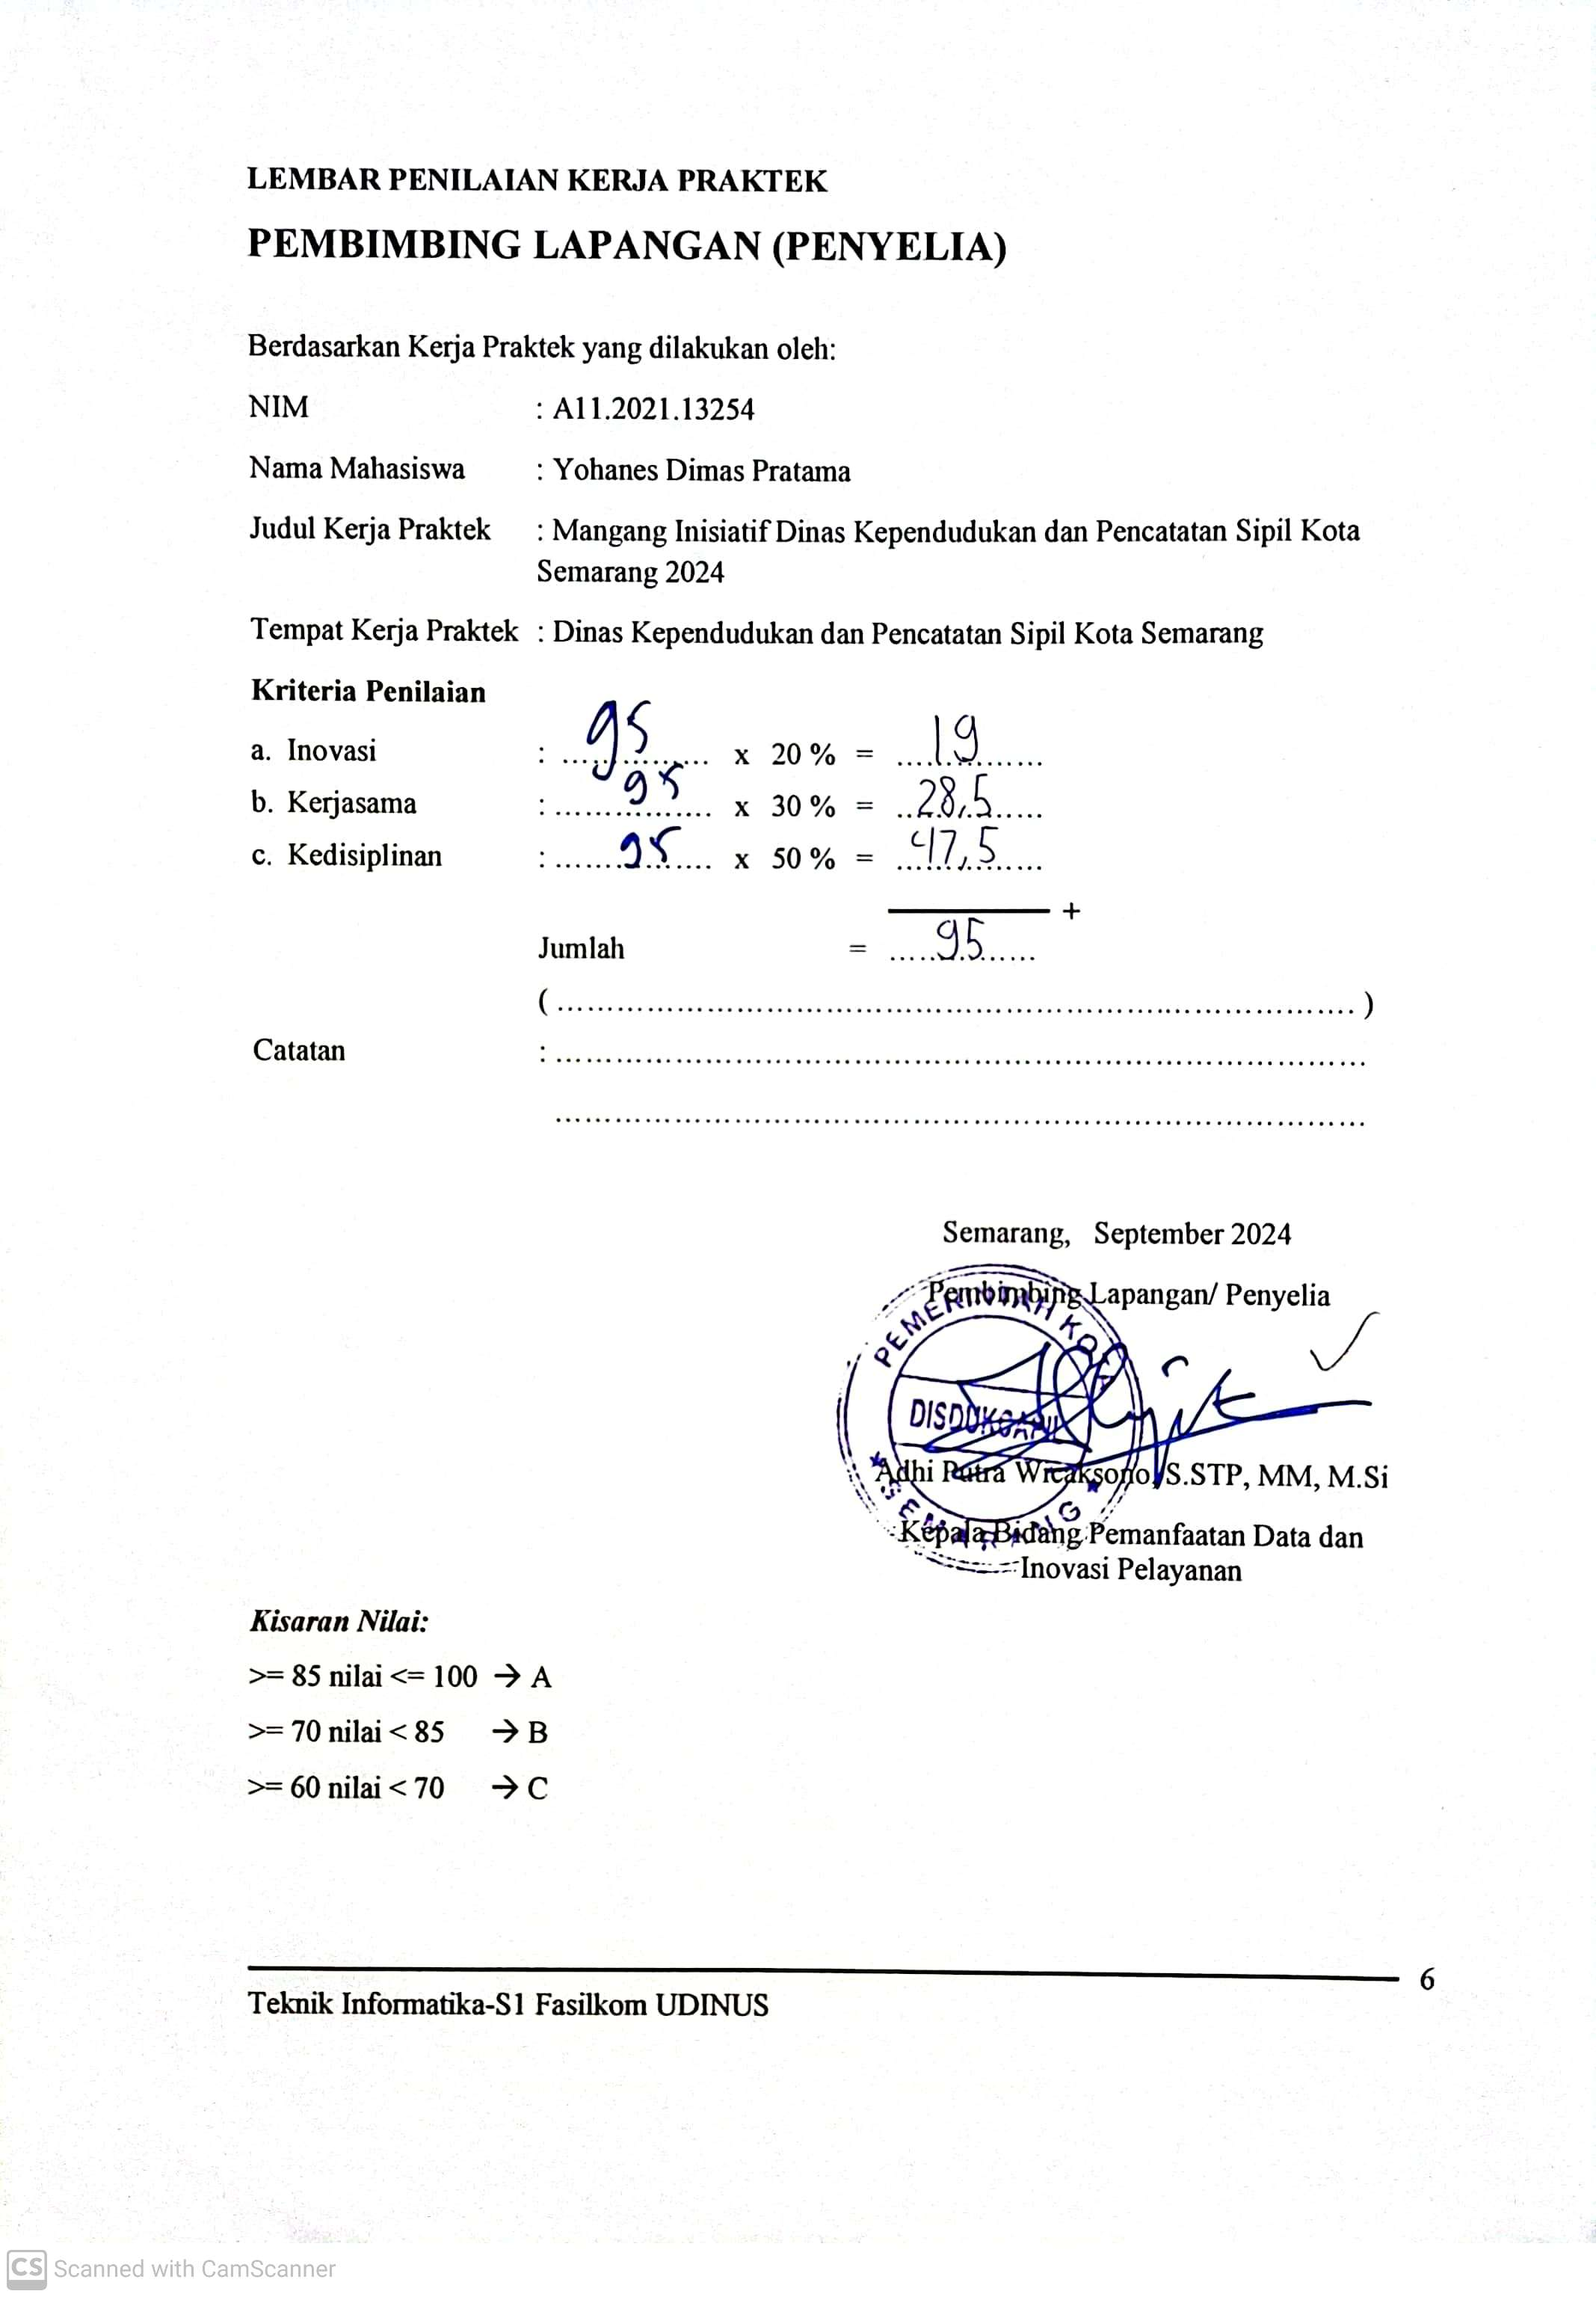 LEMBAR PENILAIAN KERJA PRAKTEK
PEMBIMBING LAPANGAN (PENYELIA)
Berdasarkan Kerja Praktek yang dilakukan oleh:
NIM : A11.2021.13254
Nama Mahasiswa : Yohanes Dimas Pratama
Judul Kerja Praktek : Mangang Inisiatif Dinas Kependudukan dan Pencatatan Sipil Kota
Semarang 2024
Tempat Kerja Praktek : Dinas Kependudukan dan Pencatatan Sipil Kota Semarang
Kriteria Penilaian
a. Inovasi : 95 x 20 % = 19
b. Kerjasama : 95 x 30 % = 28,5
c. Kedisiplinan : 95 x 50 % = 47,5
+
Jumlah = 95
(..........)
Catatan :
Semarang, September 2024
Pembimbing Lapangan/ Penyelia
PEMERINTAH KOTA
DISDUKCAPIL
SEMARANG
Adhi Putra Wicaksono, S.STP, MM, M.Si
Kepala Bidang Pemanfaatan Data dan
Inovasi Pelayanan
Kisaran Nilai:
>= 85 nilai <= 100 → A
>= 70 nilai < 85 → B
>= 60 nilai < 70 → C
6
Teknik Informatika-S1 Fasilkom UDINUS
CS Scanned with CamScanner